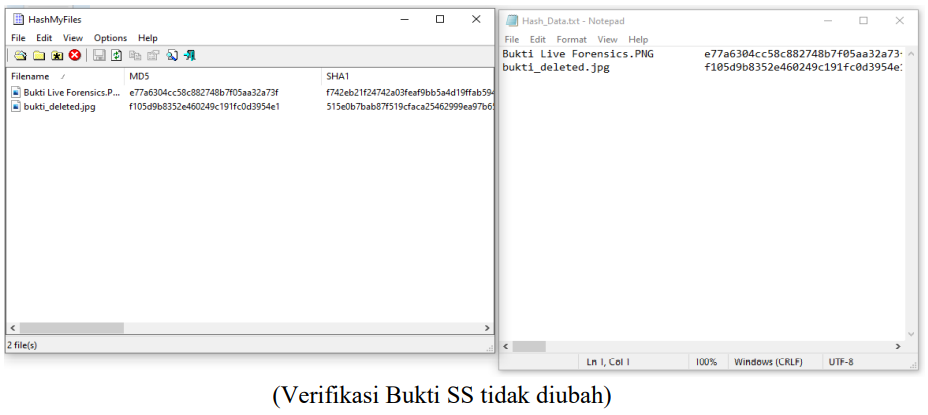 HashMyFiles
File Edit View Options Help
Filename / MD5 SHA1
Bukti Live Forensics.P... e77a6304cc58c882748b7f05aa32a73f f742eb21f24742a03feaf9bb5a4d19ffab594
bukti_deleted.jpg f105d9b8352e460249c191fc0d3954e1 515e0b7bab87f519cfaca25462999ea97b65
2 file(s)
Hash_Data.txt - Notepad
File Edit Format View Help
Bukti Live Forensics.PNG e77a6304cc58c882748b7f05aa32a73
bukti_deleted.jpg f105d9b8352e460249c191fc0d3954e1
Ln 1, Col 1 100% Windows (CRLF) UTF-8
(Verifikasi Bukti SS tidak diubah)